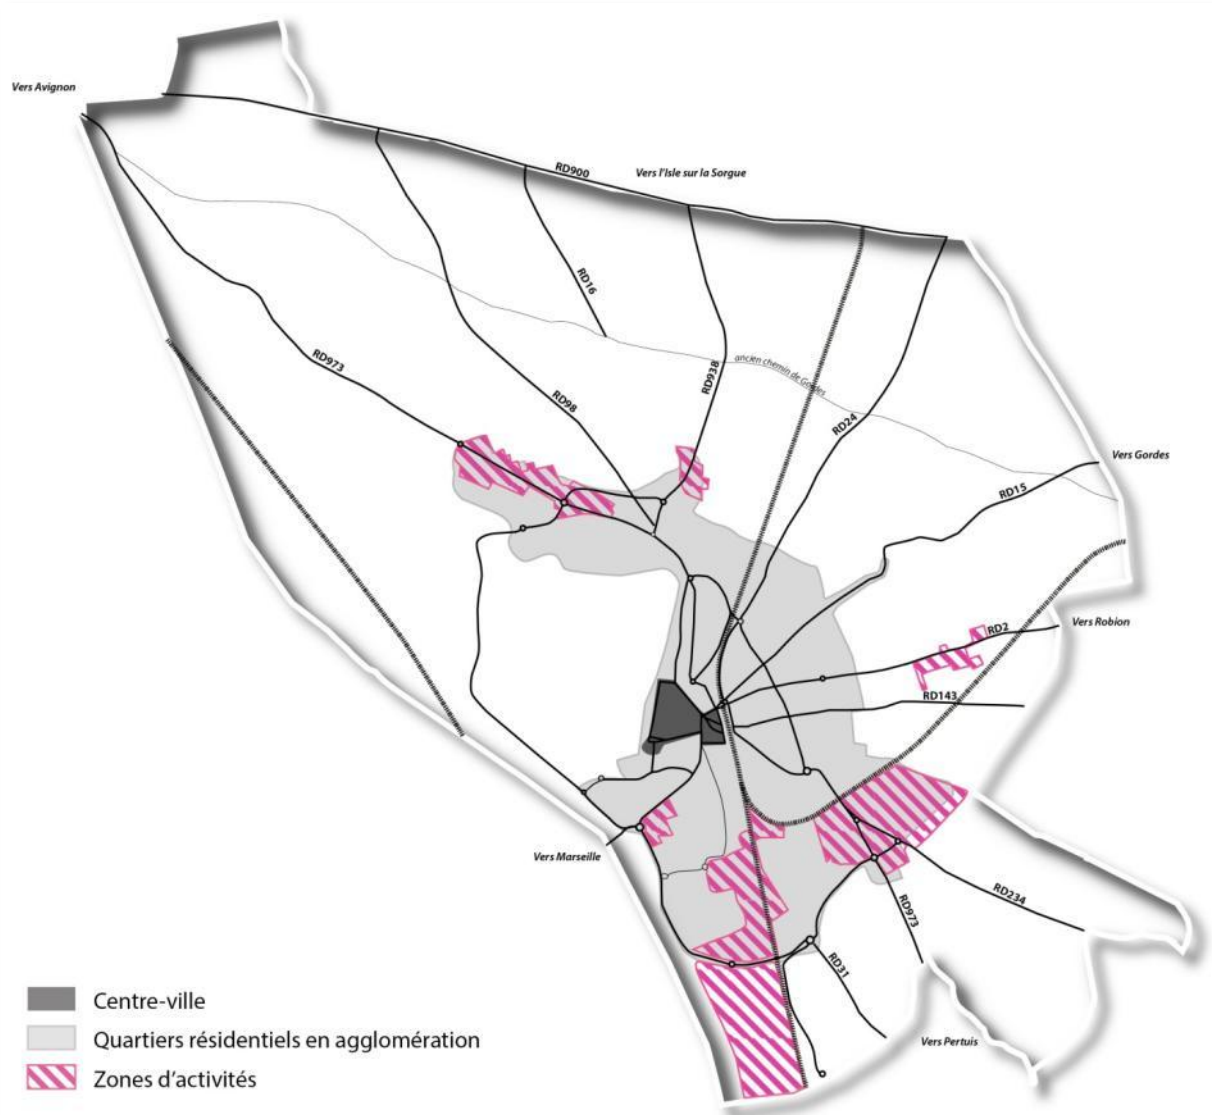 Vers Avignon
RD900
Vers l'Isle sur la Sorgue
RD16
RD973
RD98
RD938
ancien chemin de Gordes
RD24
Vers Gordes
RD15
Vers Robion
RD2
RD143
Vers Marseille
RD234
RD973
RD31
Vers Pertuis
Centre-ville
Quartiers résidentiels en agglomération
Zones d'activités